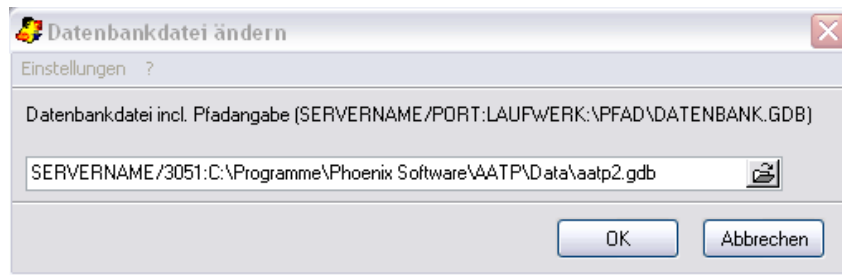 Datenbankdatei ändern
Einstellungen ?
Datenbankdatei incl. Pfadangabe (SERVERNAME/PORT:LAUFWERK:\PFAD\DATENBANK.GDB)
SERVERNAME/3051:C:\Programme\Phoenix Software\AATP\Data\aatp2.gdb
OK Abbrechen